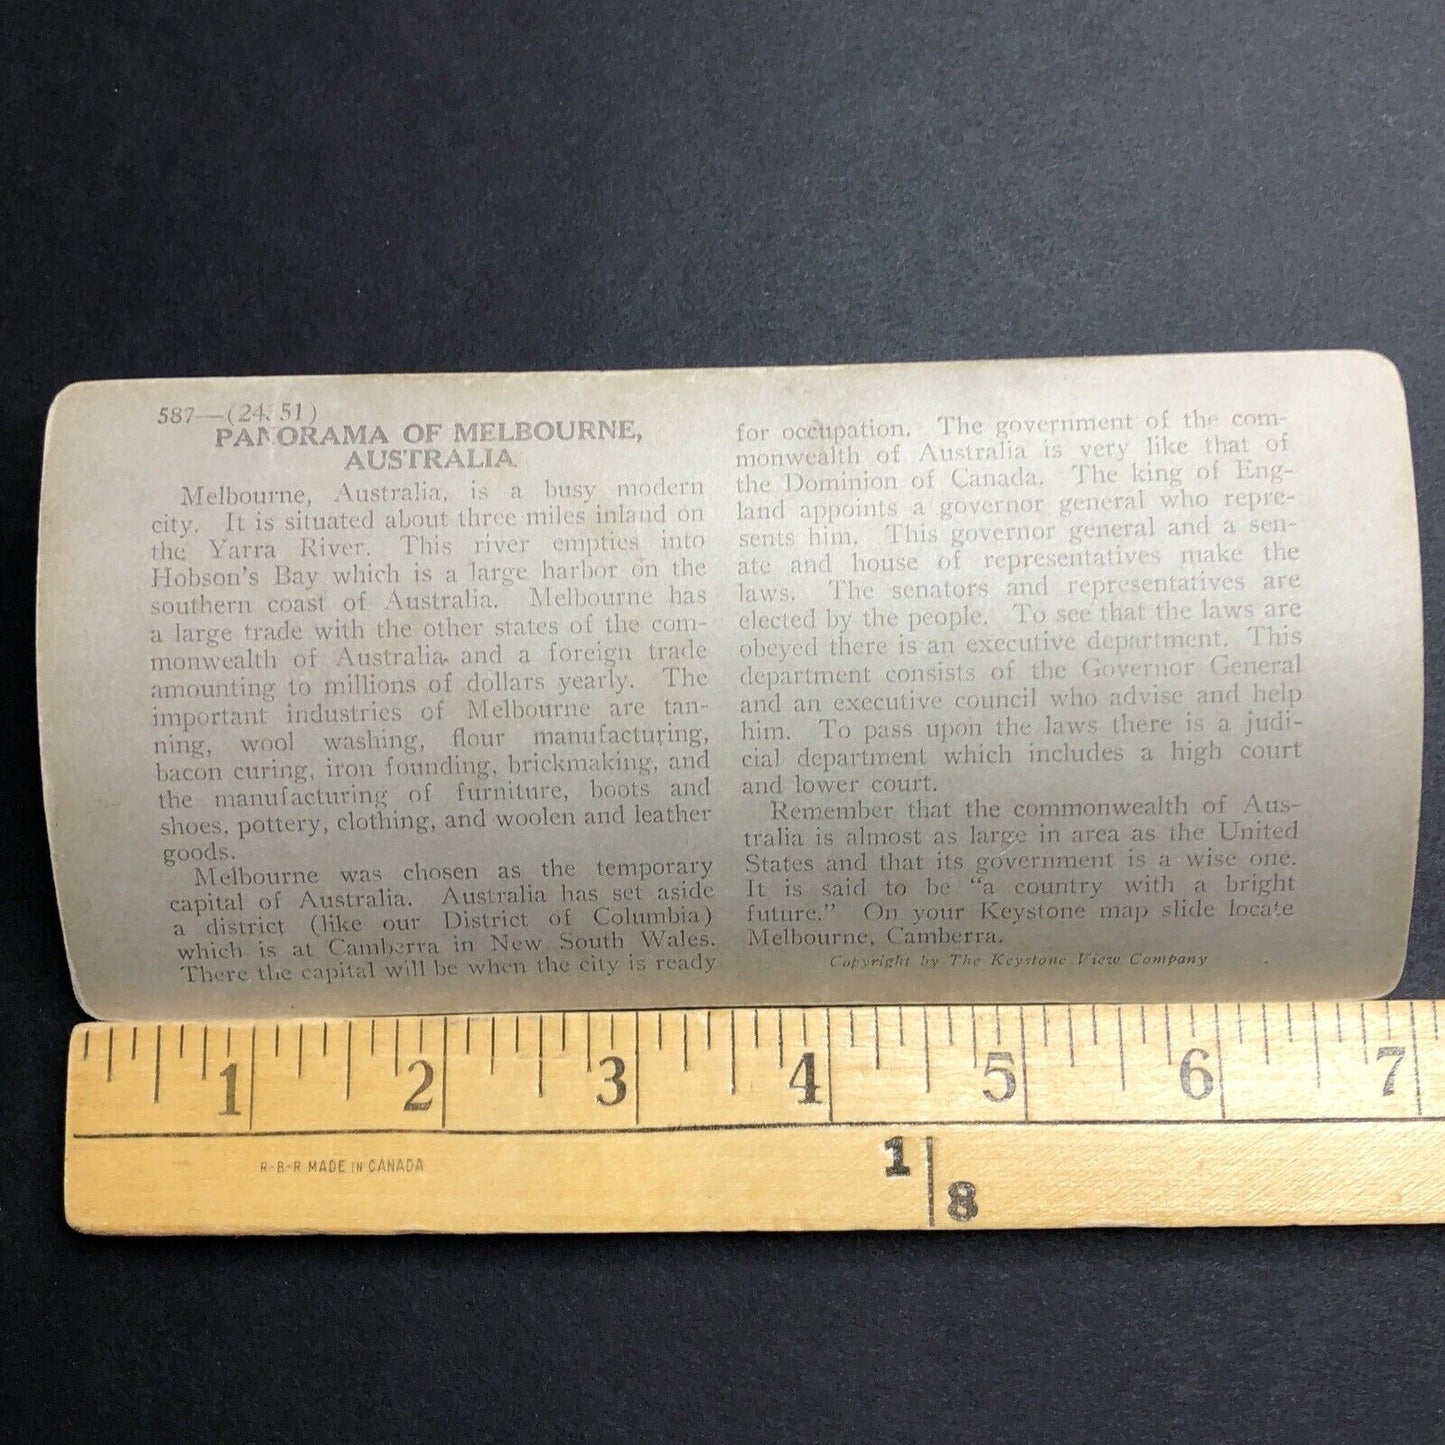 587—(24, 51)
PANORAMA OF MELBOURNE,
AUSTRALIA
Melbourne, Australia, is a busy modern
city. It is situated about three miles inland on
the Yarra River. This river empties into
Hobson's Bay which is a large harbor on the
southern coast of Australia. Melbourne has
a large trade with the other states of the com-
monwealth of Australia and a foreign trade
amounting to millions of dollars yearly. The
important industries of Melbourne are tan-
ning, wool washing, flour manufacturing,
bacon curing, iron founding, brickmaking, and
the manufacturing of furniture, boots and
shoes, pottery, clothing, and woolen and leather
goods.
Melbourne was chosen as the temporary
capital of Australia. Australia has set aside
a district (like our District of Columbia)
which is at Camberra in New South Wales.
There the capital will be when the city is ready
for occupation. The government of the com-
monwealth of Australia is very like that of
the Dominion of Canada. The king of Eng-
land appoints a governor general who repre-
sents him. This governor general and a sen-
ate and house of representatives make the
laws. The senators and representatives are
elected by the people. To see that the laws are
obeyed there is an executive department. This
department consists of the Governor General
and an executive council who advise and help
him. To pass upon the laws there is a judi-
cial department which includes a high court
and lower court.
Remember that the commonwealth of Aus-
tralia is almost as large in area as the United
States and that its government is a wise one.
It is said to be "a country with a bright
future." On your Keystone map slide locate
Melbourne, Camberra.
Copyright by The Keystone View Company
1 2 3 4 5 6 7
R-B-R MADE IN CANADA
1
8